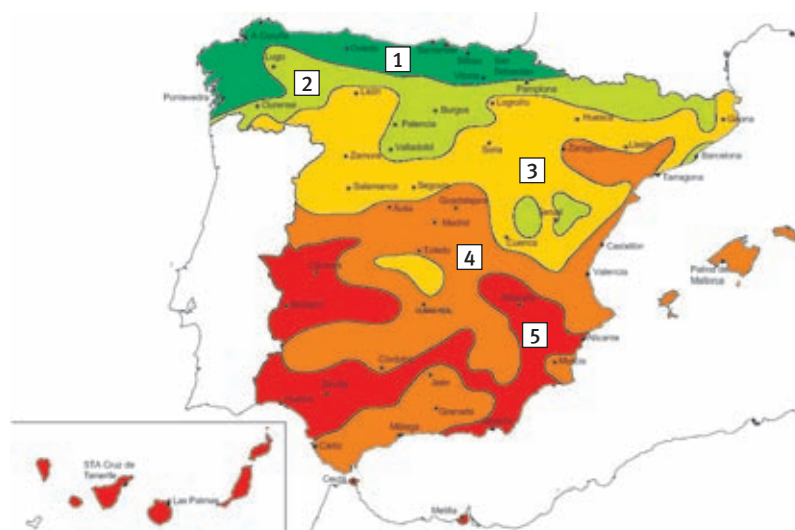 A Coruña
Oviedo
Santander
1
Bilbao
San
Sebastián
Lugo
Vitoria
2
Pamplona
Pontevedra
León
Ourense
Burgos
Logroño
Huesca
Girona
Palencia
Zamora
Valladolid
Soria
Zaragoza
Lleida
Barcelona
3
Tarragona
Salamanca
Segovia
Ávila
Guadalajara
Madrid
Teruel
Cuenca
Castellón
Toledo
4
Valencia
Palma de
Mallorca
Cáceres
Badajoz
Albacete
CIUDAD REAL
5
Alicante
Murcia
Córdoba
Jaén
Sevilla
Huelva
Granada
Málaga
Cádiz
Ceuta
Melilla
STA Cruz de
Tenerife
Las Palmas